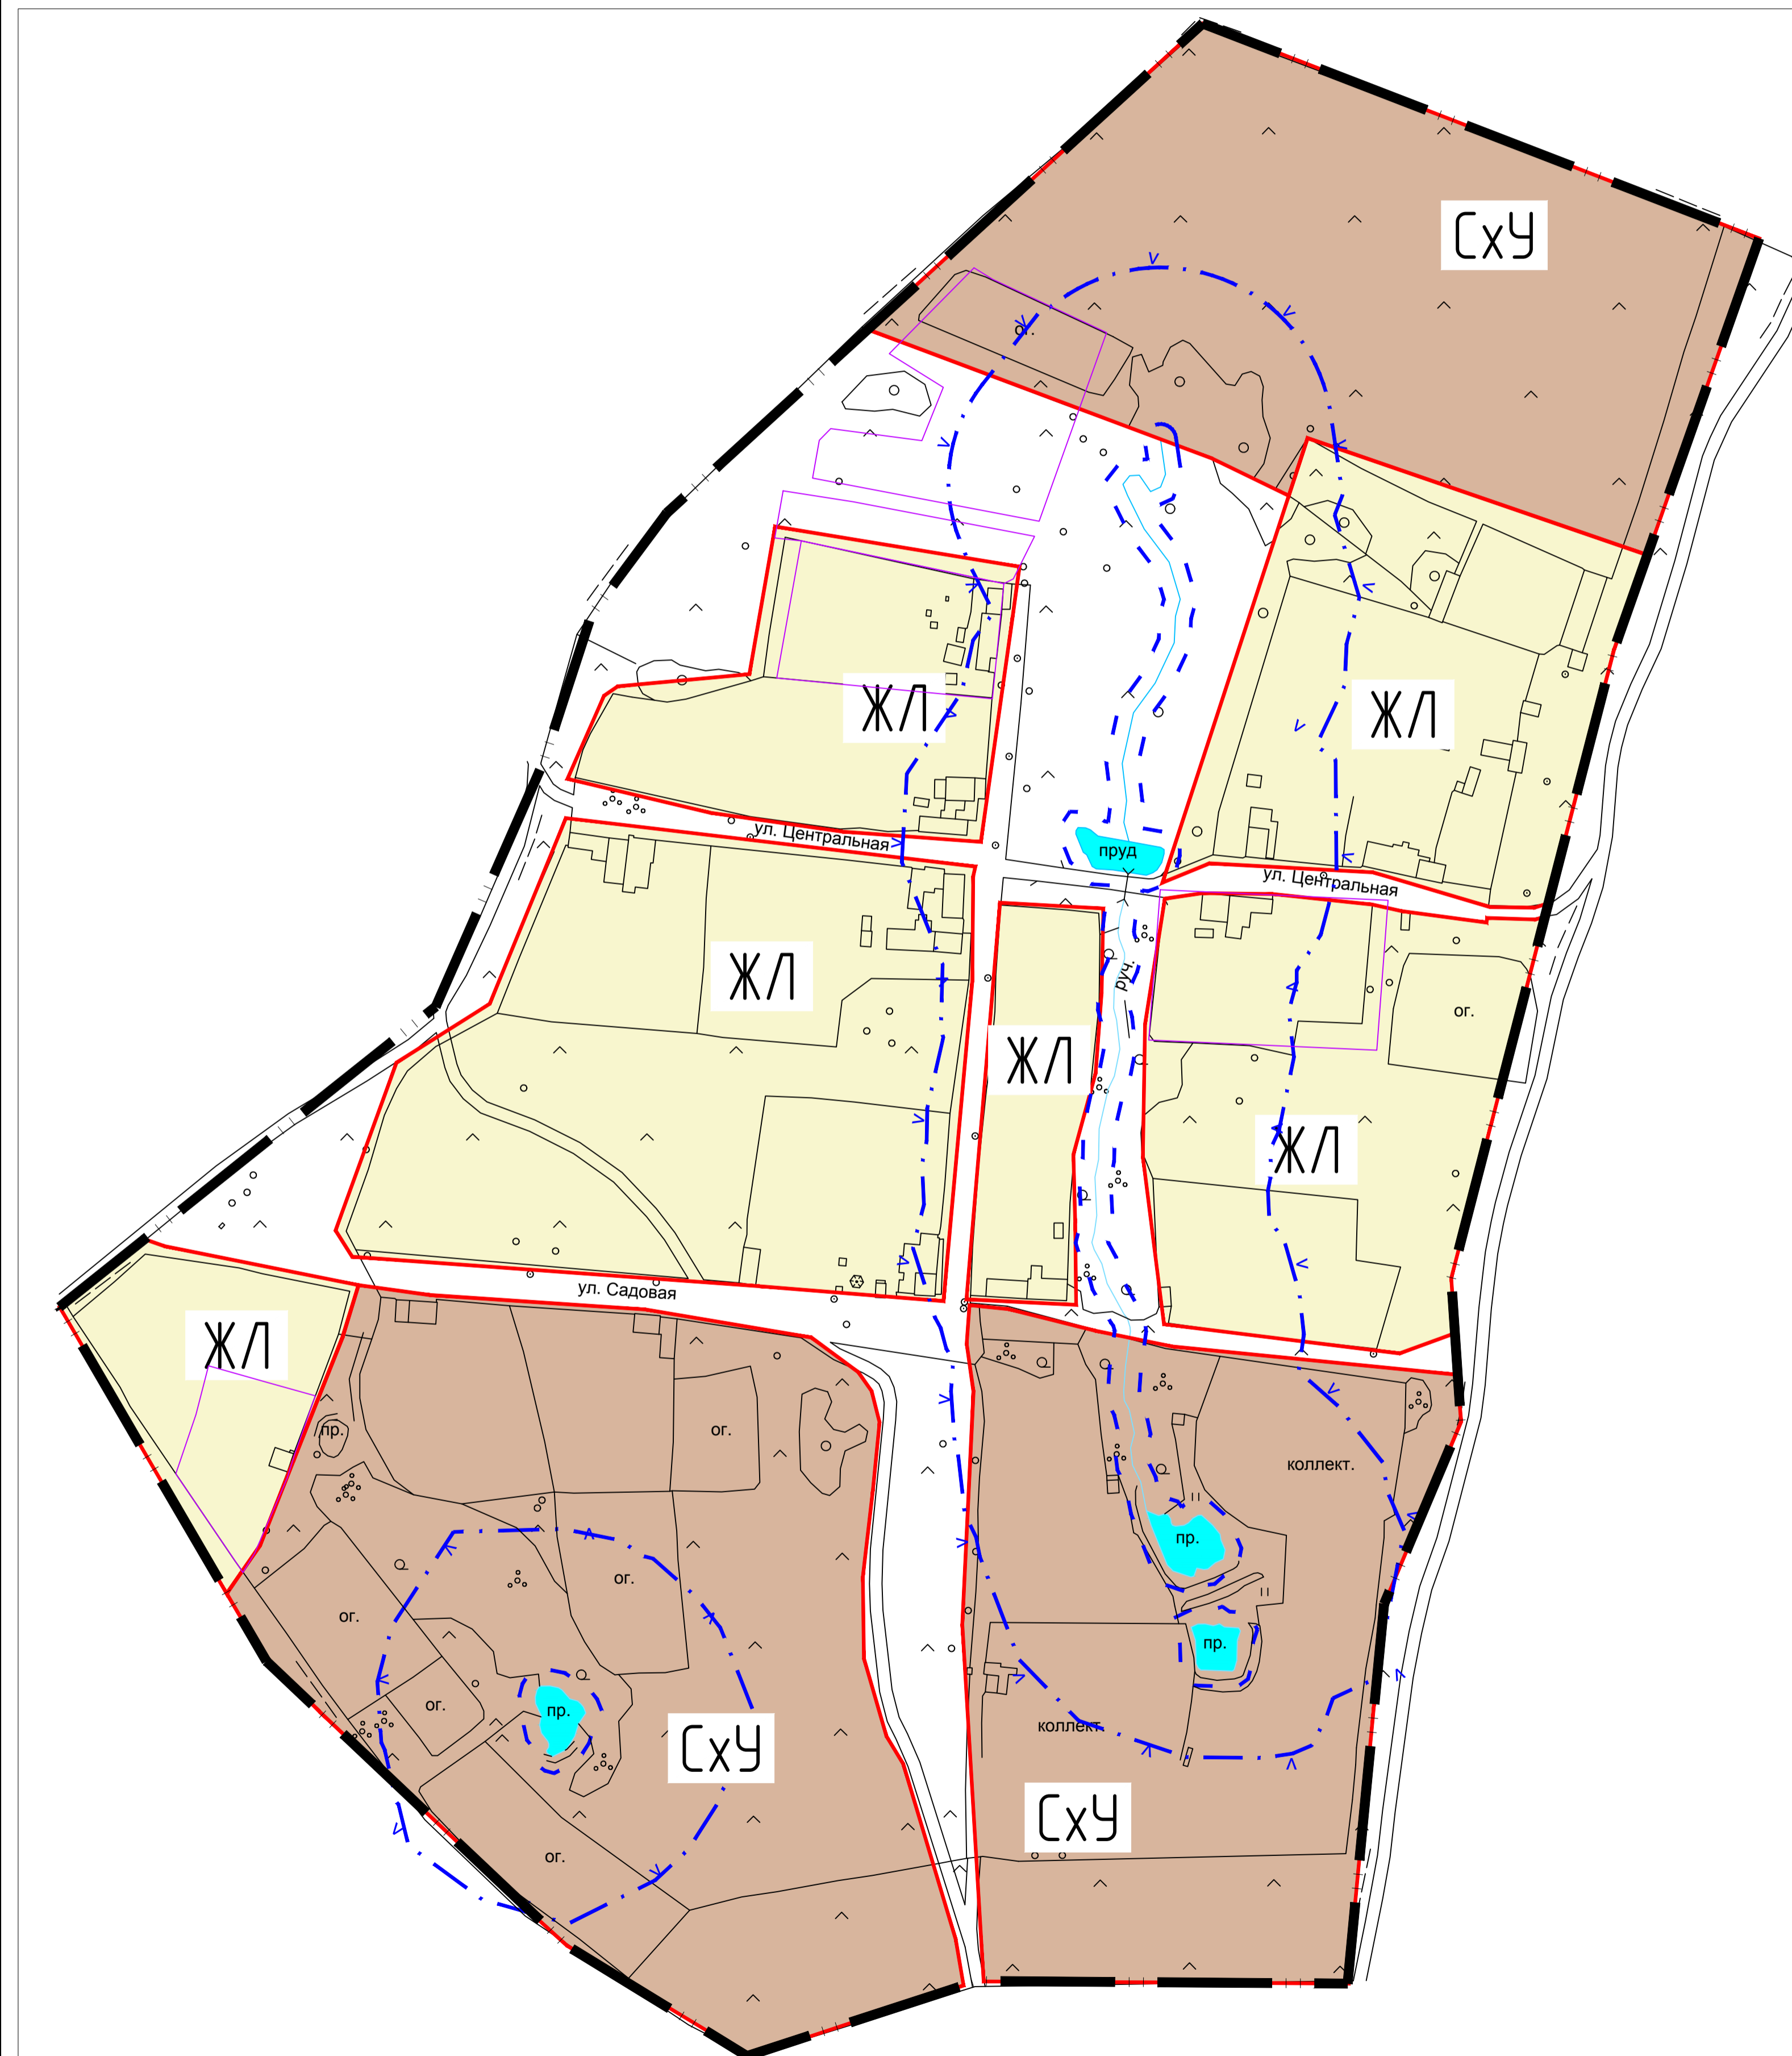 СхУ
ог.
ЖЛ
ЖЛ
ул. Центральная
пруд
ул. Центральная
ЖЛ
руч.
ог.
ЖЛ
ЖЛ
ул. Садовая
ЖЛ
пр.
ог.
коллект.
пр.
ог.
ог.
пр.
ог.
пр.
коллект.
СхУ
СхУ
ог.